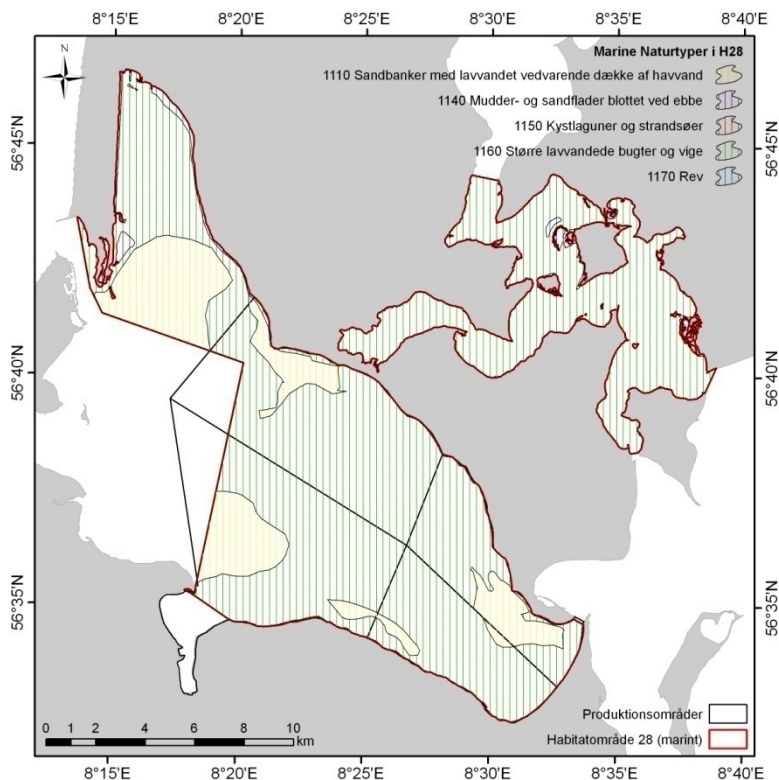 8°15'E 8°20'E 8°25'E 8°30'E 8°35'E 8°40'E
N
Marine Naturtyper i H28
1110 Sandbanker med lavvandet vedvarende dække af havvand
1140 Mudder- og sandflader blottet ved ebbe
1150 Kystlaguner og strandsøer
1160 Større lavvandede bugter og vige
1170 Rev
56°45'N 56°45'N
56°40'N 56°40'N
56°35'N 56°35'N
Produktionsområder
Habitatområde 28 (marint)
0 1 2 4 6 8 10
km
8°15'E 8°20'E 8°25'E 8°30'E 8°35'E 8°40'E